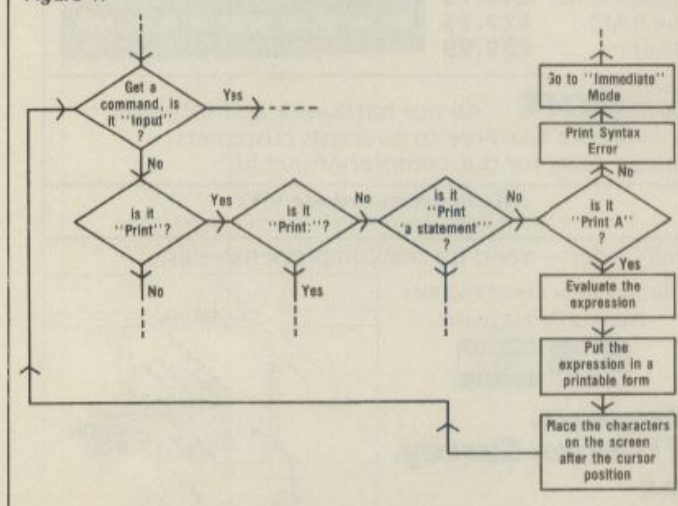 Get a
command, is
it "Input"
?
Yes
No
is it
"Print"?
Yes
No
is it
"Print:"?
No
Yes
is it
"Print
'a statement'"
?
No
Go to "Immediate"
Mode
Print Syntax
Error
No
is it
"Print A"
?
Yes
Evaluate the
expression
Put the
expression in a
printable form
Place the characters
on the screen
after the cursor
position